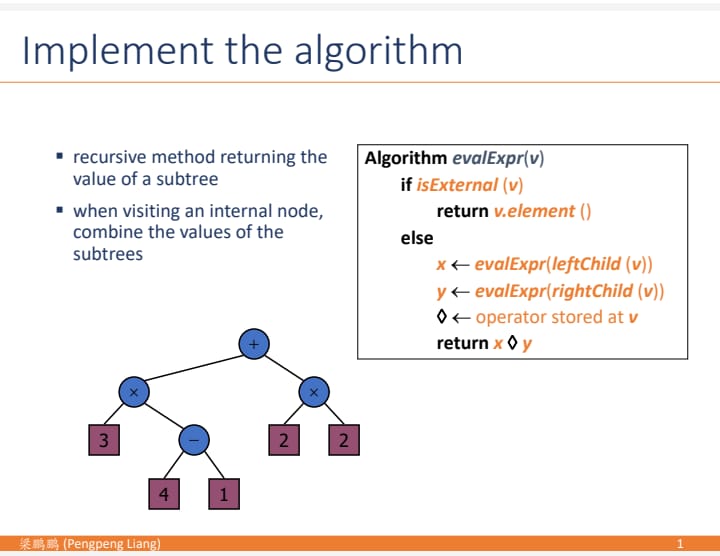 Implement the algorithm
▪ recursive method returning the
value of a subtree
▪ when visiting an internal node,
combine the values of the
subtrees
Algorithm evalExpr(v)
if isExternal (v)
return v.element ()
else
x ← evalExpr(leftChild (v))
y ← evalExpr(rightChild (v))
◊ ← operator stored at v
return x ◊ y
+
× ×
3 − 2 2
4 1
梁鹏鹏 (Pengpeng Liang) 1